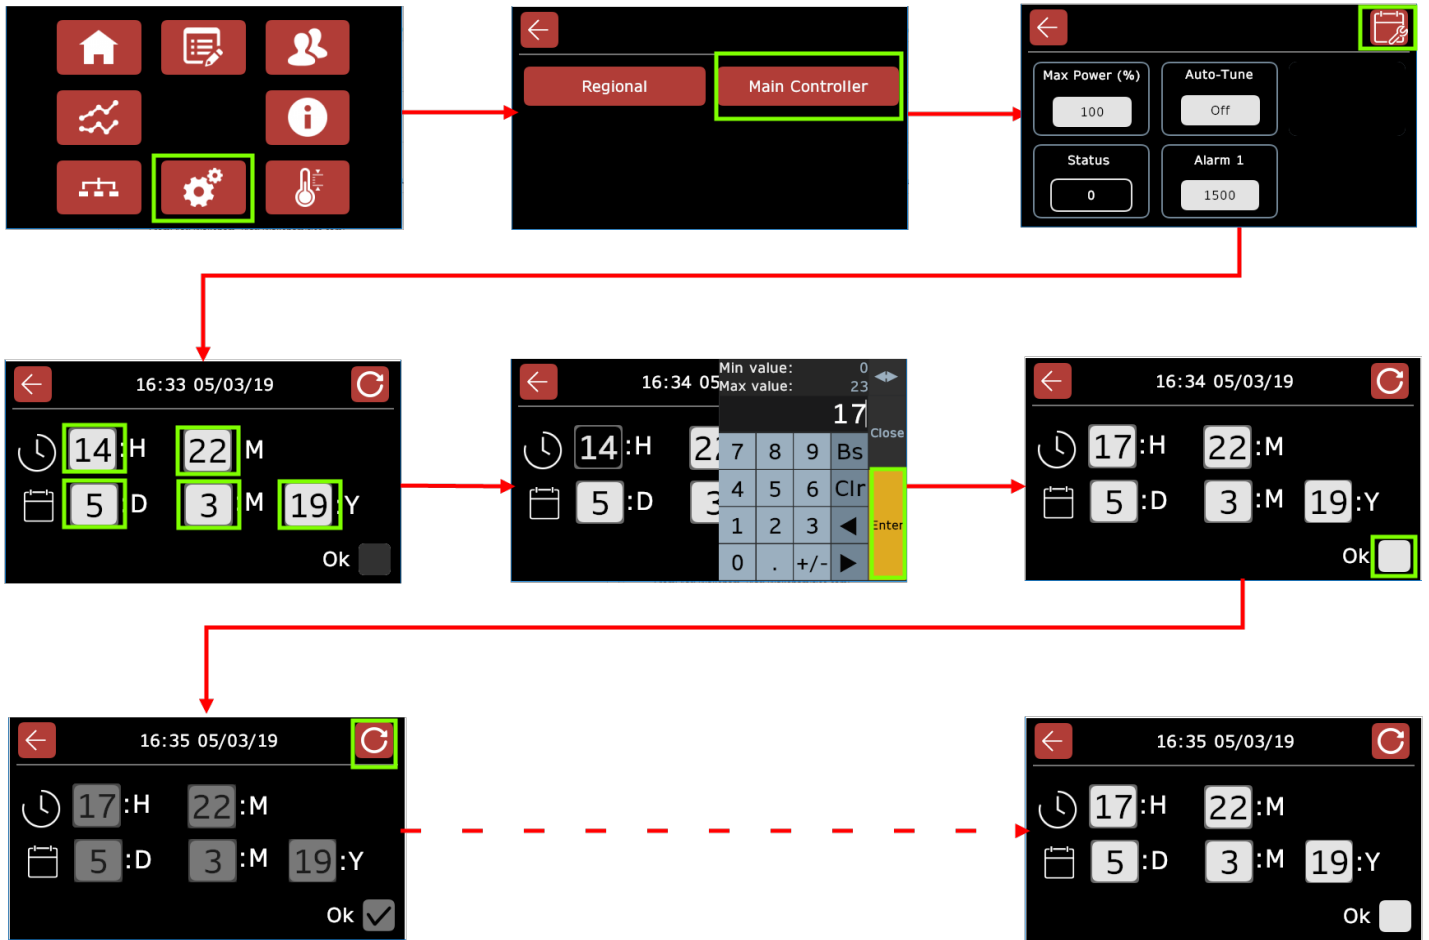 Regional
Main Controller
Max Power (%)
Auto-Tune
100
Off
Status
Alarm 1
0
1500
16:33 05/03/19
14 :H 22 M
5 :D 3 :M 19 :Y
Ok
16:34 05
Min value: 0
Max value: 23
17
Close
14 :H 22
7 8 9 Bs
5 :D 3
4 5 6 Clr
1 2 3
Enter
0 . +/-
16:34 05/03/19
17 :H 22 :M
5 :D 3 :M 19 :Y
Ok
16:35 05/03/19
17 :H 22 :M
5 :D 3 :M 19 :Y
Ok
16:35 05/03/19
17 :H 22 :M
5 :D 3 :M 19 :Y
Ok